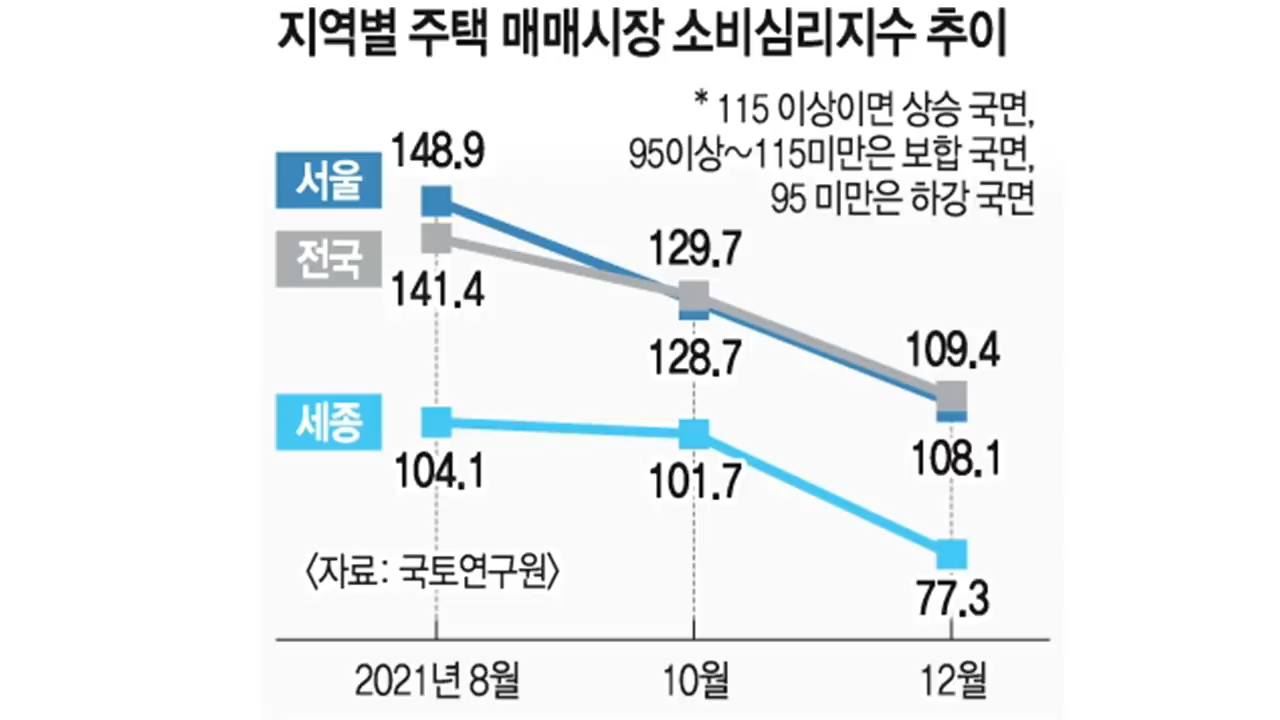 지역별 주택 매매시장 소비심리지수 추이
* 115 이상이면 상승 국면,
95이상~115미만은 보합 국면,
95 미만은 하강 국면
서울
148.9
전국
141.4
129.7
128.7
109.4
108.1
세종
104.1
101.7
77.3
〈자료: 국토연구원〉
2021년 8월
10월
12월